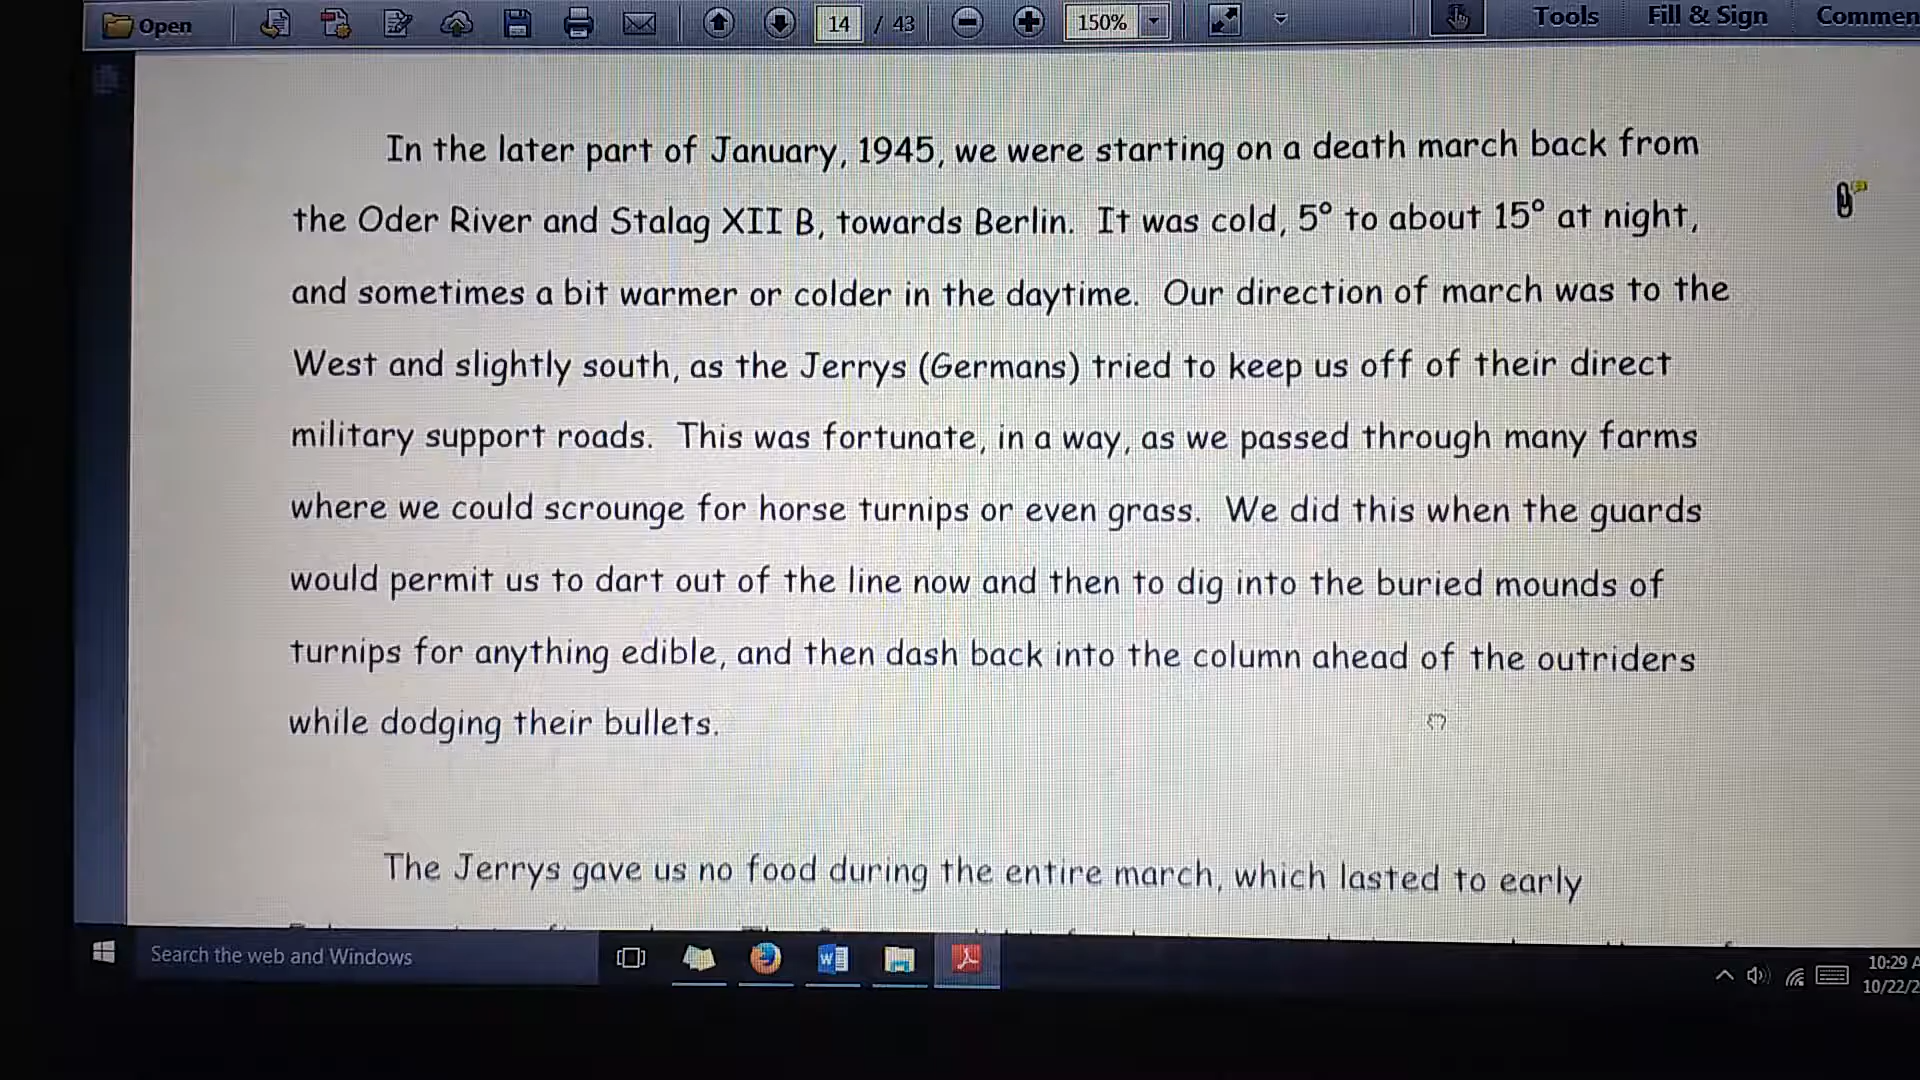 Open 14 / 43 150% Tools Fill & Sign Commen
In the later part of January, 1945, we were starting on a death march back from
the Oder River and Stalag XII B, towards Berlin. It was cold, 5° to about 15° at night,
and sometimes a bit warmer or colder in the daytime. Our direction of march was to the
West and slightly south, as the Jerrys (Germans) tried to keep us off of their direct
military support roads. This was fortunate, in a way, as we passed through many farms
where we could scrounge for horse turnips or even grass. We did this when the guards
would permit us to dart out of the line now and then to dig into the buried mounds of
turnips for anything edible, and then dash back into the column ahead of the outriders
while dodging their bullets.
The Jerrys gave us no food during the entire march, which lasted to early
Search the web and Windows
10:29 A
10/22/2